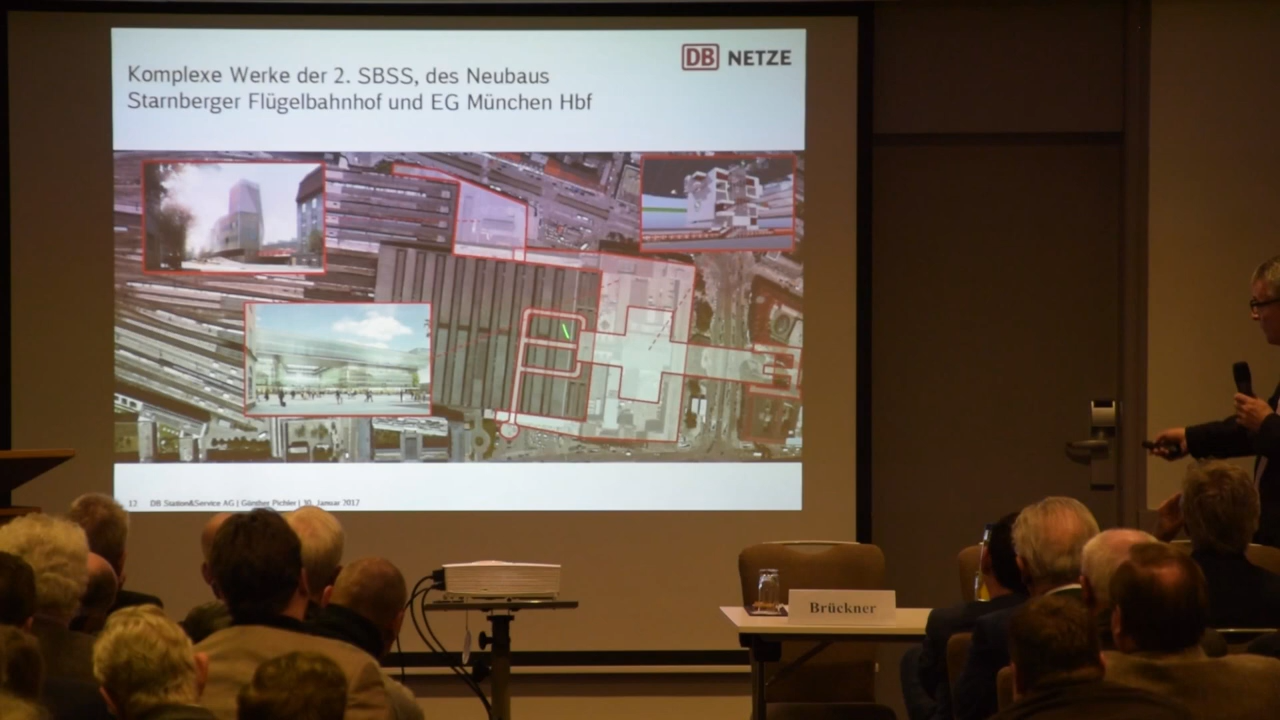 DB NETZE
Komplexe Werke der 2. SBSS, des Neubaus
Starnberger Flügelbahnhof und EG München Hbf
17 DB Station&Service AG | Günther Pichler | 30. Januar 2017
Brückner